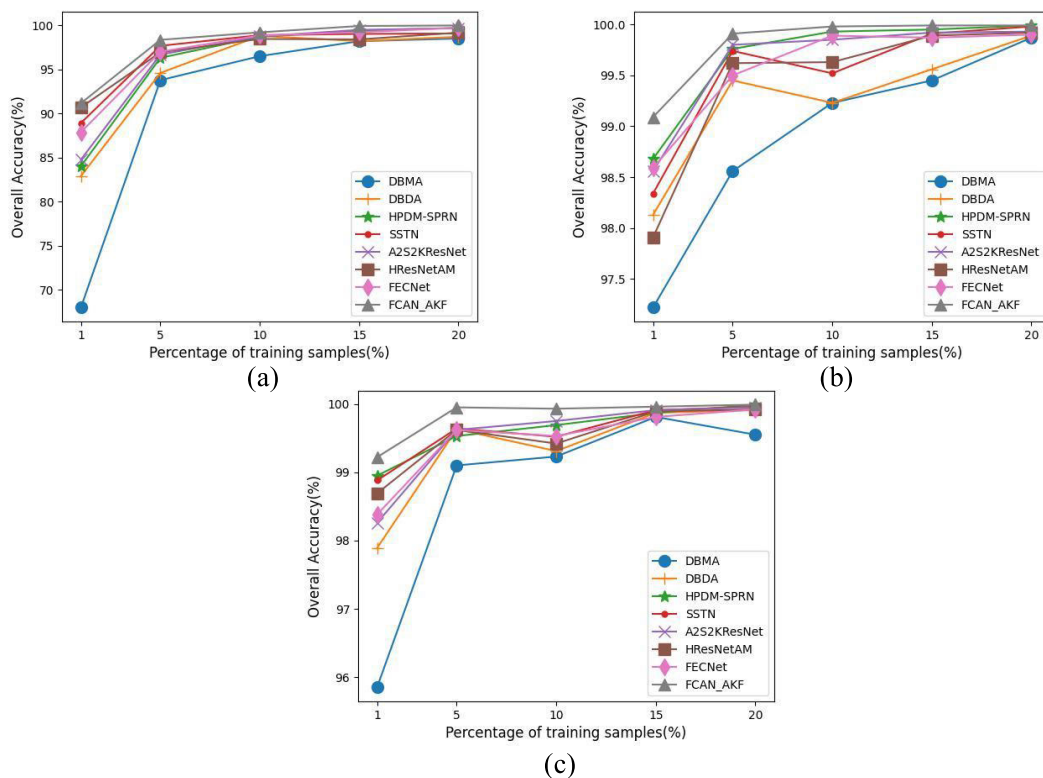 100
95
90
85
80
75
70
Overall Accuracy(%)
DBMA
DBDA
HPDM-SPRN
SSTN
A2S2KResNet
HResNetAM
FECNet
FCAN_AKF
1 5 10 15 20
Percentage of training samples(%)
(a)
100.0
99.5
99.0
98.5
98.0
97.5
Overall Accuracy(%)
DBMA
DBDA
HPDM-SPRN
SSTN
A2S2KResNet
HResNetAM
FECNet
FCAN_AKF
1 5 10 15 20
Percentage of training samples(%)
(b)
100
99
98
97
96
Overall Accuracy(%)
DBMA
DBDA
HPDM-SPRN
SSTN
A2S2KResNet
HResNetAM
FECNet
FCAN_AKF
1 5 10 15 20
Percentage of training samples(%)
(c)